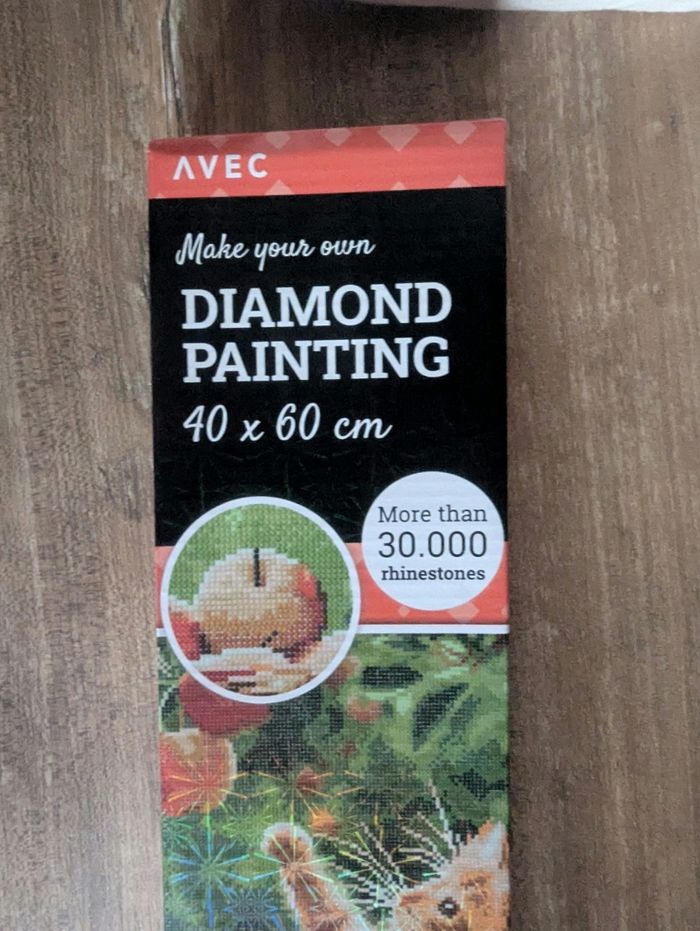 AVEC
Make your own
DIAMOND
PAINTING
40 x 60 cm
More than
30.000
rhinestones